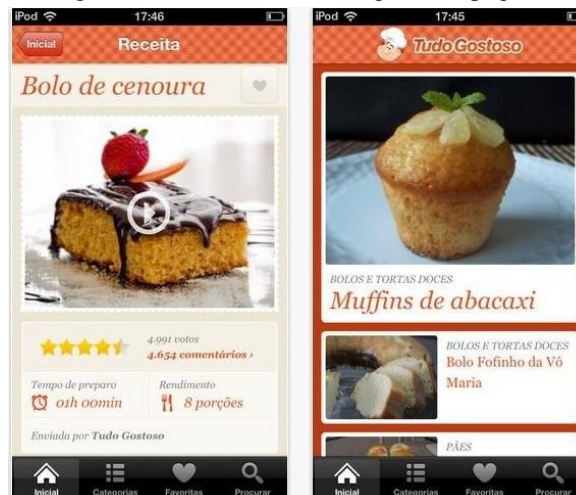 iPod 17:46
Inicial Receita
Bolo de cenoura
4.991 votos
4.654 comentários ›
Tempo de preparo
01h 00min
Rendimento
8 porções
Enviada por Tudo Gostoso
Inicial Categorias Favoritas Procurar
iPod 17:45
TudoGostoso
BOLOS E TORTAS DOCES
Muffins de abacaxi
BOLOS E TORTAS DOCES
Bolo Fofinho da Vó
Maria
PÃES
Inicial Categorias Favoritas Procurar